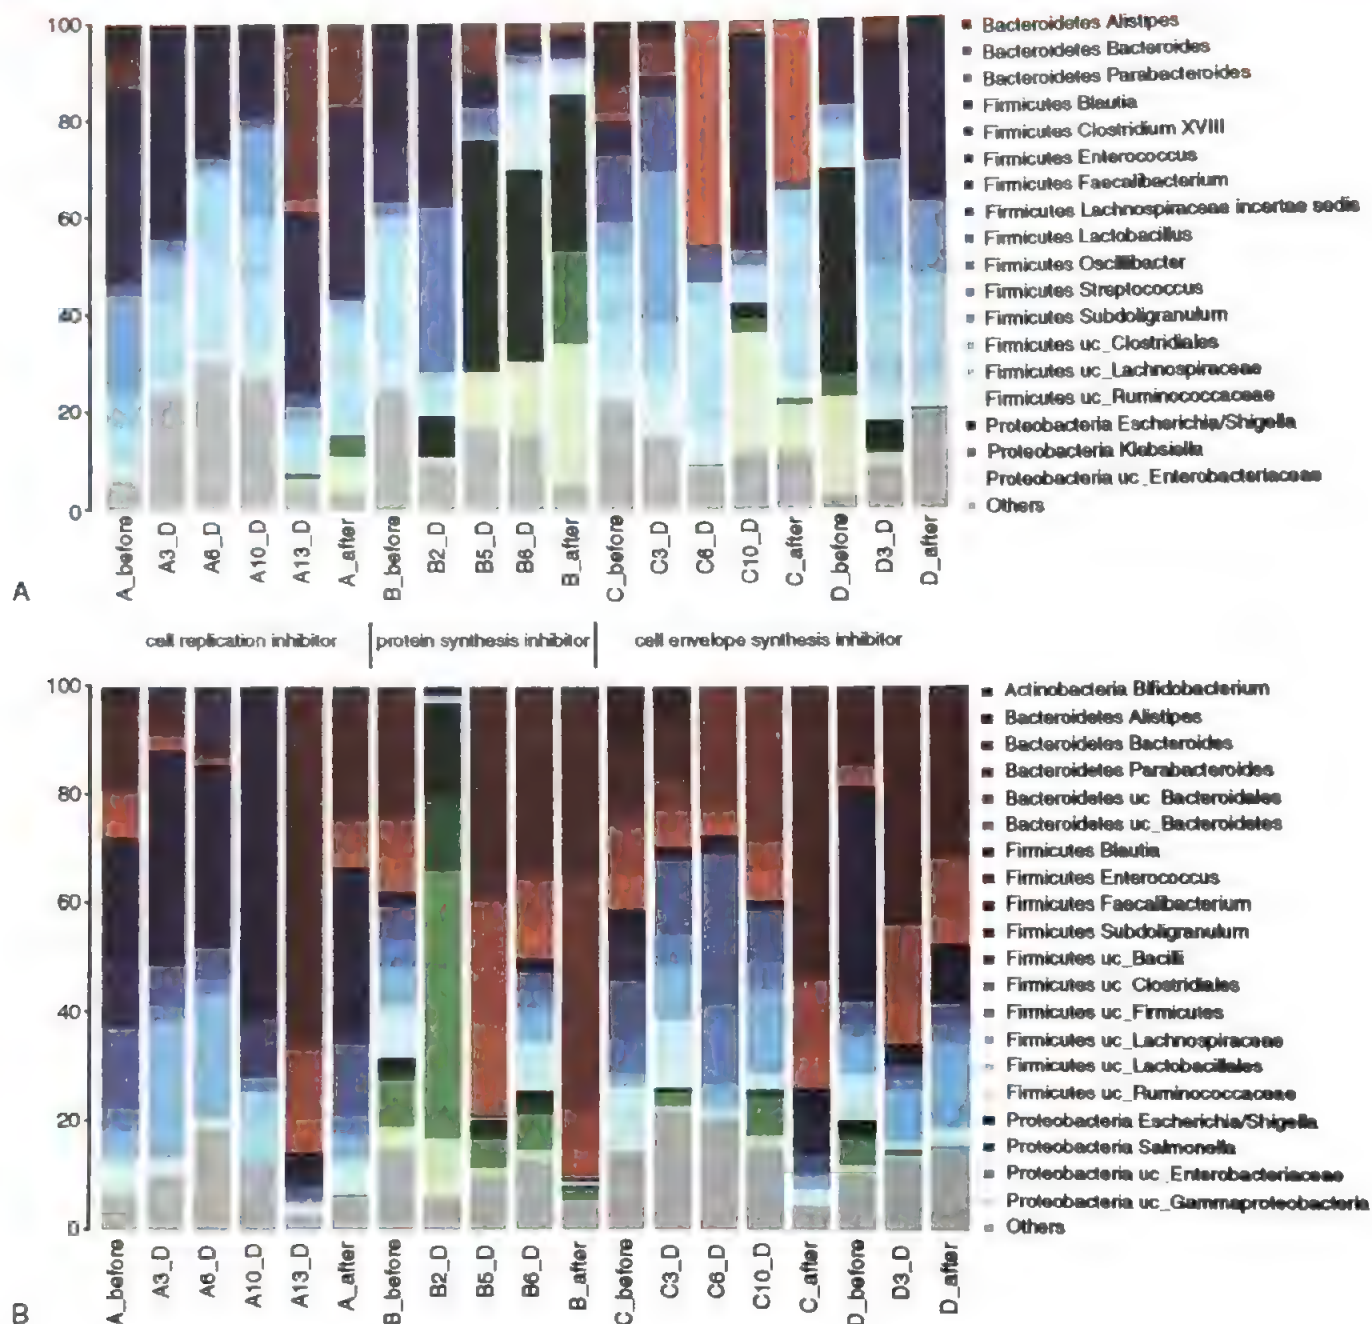 100
80
60
40
20
0
Bacteroidetes Alistipes
Bacteroidetes Bacteroides
Bacteroidetes Parabacteroides
Firmicutes Blautia
Firmicutes Clostridium XVIII
Firmicutes Enterococcus
Firmicutes Faecalibacterium
Firmicutes Lachnospiraceae incertae sedis
Firmicutes Lactobacillus
Firmicutes Oscillibacter
Firmicutes Streptococcus
Firmicutes Subdoligranulum
Firmicutes uc_Clostridiales
Firmicutes uc_Lachnospiraceae
Firmicutes uc_Ruminococcaceae
Proteobacteria Escherichia/Shigella
Proteobacteria Klebsiella
Proteobacteria uc_Enterobacteriaceae
Others
A_before A3_D A6_D A10_D A13_D A_after B_before B2_D B5_D B6_D B_after C_before C3_D C6_D C10_D C_after D_before D3_D D_after
A
cell replication inhibitor protein synthesis inhibitor cell envelope synthesis inhibitor
100
80
60
40
20
0
Actinobacteria Bifidobacterium
Bacteroidetes Alistipes
Bacteroidetes Bacteroides
Bacteroidetes Parabacteroides
Bacteroidetes uc_Bacteroidales
Bacteroidetes uc_Bacteroidetes
Firmicutes Blautia
Firmicutes Enterococcus
Firmicutes Faecalibacterium
Firmicutes Subdoligranulum
Firmicutes uc_Bacilli
Firmicutes uc_Clostridiales
Firmicutes uc_Firmicutes
Firmicutes uc_Lachnospiraceae
Firmicutes uc_Lactobacillales
Firmicutes uc_Ruminococcaceae
Proteobacteria Escherichia/Shigella
Proteobacteria Salmonella
Proteobacteria uc_Enterobacteriaceae
Proteobacteria uc_Gammaproteobacteria
Others
A_before A3_D A6_D A10_D A13_D A_after B_before B2_D B5_D B6_D B_after C_before C3_D C6_D C10_D C_after D_before D3_D D_after
B